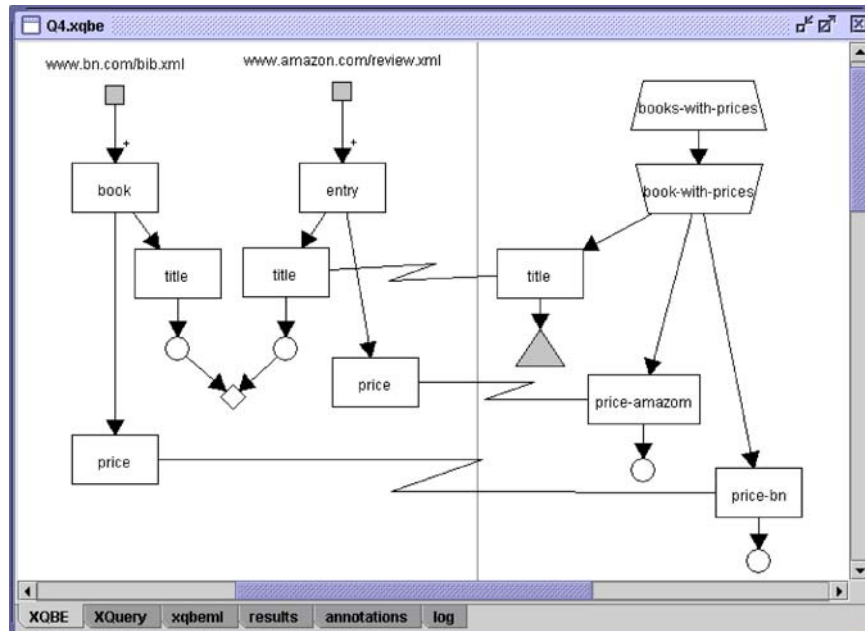 Q4.xqbe
www.bn.com/bib.xml
www.amazon.com/review.xml
books-with-prices
+
+
book
entry
book-with-prices
title
title
title
price
price-amazom
price
price-bn
XQBE XQuery xqbeml results annotations log